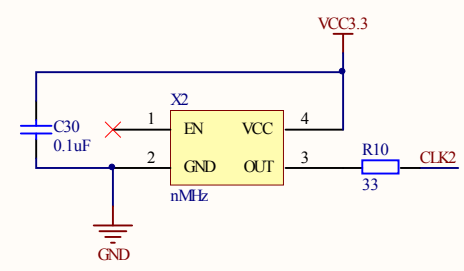 VCC3.3
X2
C30
0.1uF
1
EN
VCC
4
2
GND
OUT
3
R10
33
CLK2
nMHz
GND